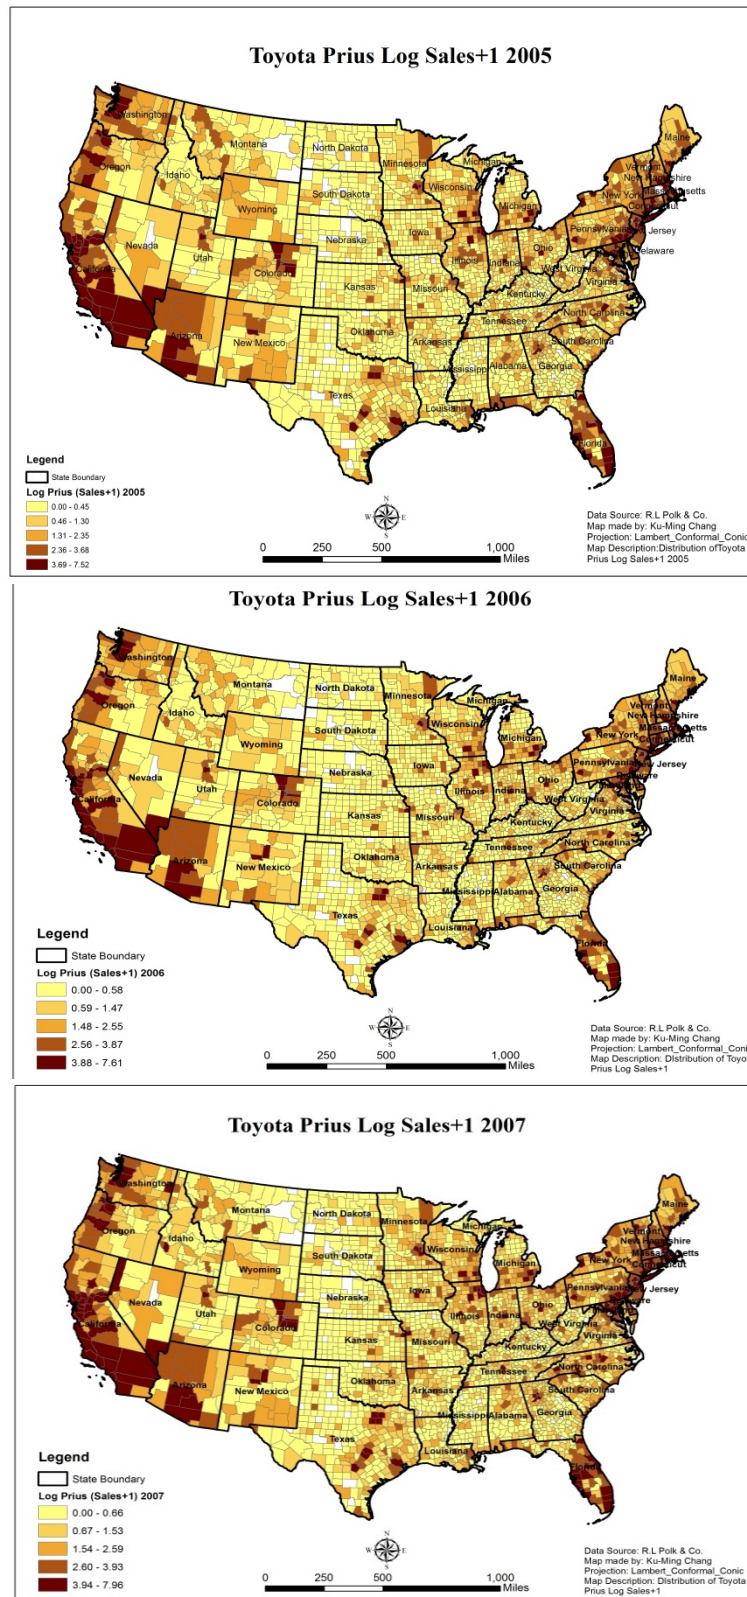 Toyota Prius Log Sales+1 2005
Washington
Oregon
Idaho
Montana
North Dakota
Minnesota
Michigan
Maine
Vermont
New Hampshire
Massachusetts
Connecticut
New York
Wyoming
South Dakota
Wisconsin
Michigan
Pennsylvania
Jersey
Delaware
Nevada
Utah
Colorado
Nebraska
Iowa
Illinois
Indiana
Ohio
West Virginia
Virginia
California
Kansas
Missouri
Kentucky
Arizona
New Mexico
Oklahoma
Arkansas
Tennessee
North Carolina
South Carolina
Texas
Louisiana
Mississippi
Alabama
Georgia
Florida
Legend
State Boundary
Log Prius (Sales+1) 2005
0.00 - 0.45
0.46 - 1.30
1.31 - 2.35
2.36 - 3.68
3.69 - 7.52
N
W E
S
0 250 500 1,000
Miles
Data Source: R.L Polk & Co.
Map made by: Ku-Ming Chang
Projection: Lambert_Conformal_Conic
Map Description:Distribution ofToyota
Prius Log Sales+1 2005
Toyota Prius Log Sales+1 2006
Washington
Oregon
Idaho
Montana
North Dakota
Minnesota
Michigan
Maine
Vermont
New Hampshire
Massachusetts
Connecticut
New York
Wyoming
South Dakota
Wisconsin
Michigan
Pennsylvania
Jersey
Nevada
Utah
Colorado
Nebraska
Iowa
Illinois
Indiana
Ohio
West Virginia
Virginia
California
Kansas
Missouri
Kentucky
Arizona
New Mexico
Oklahoma
Arkansas
Tennessee
North Carolina
South Carolina
Texas
Louisiana
Mississippi
Alabama
Georgia
Florida
Legend
State Boundary
Log Prius (Sales+1) 2006
0.00 - 0.58
0.59 - 1.47
1.48 - 2.55
2.56 - 3.87
3.88 - 7.61
N
W E
S
0 250 500 1,000
Miles
Data Source: R.L Polk & Co.
Map made by: Ku-Ming Chang
Projection: Lambert_Conformal_Conic
Map Description: DIstribution of Toyota
Prius Log Sales+1
Toyota Prius Log Sales+1 2007
Washington
Oregon
Idaho
Montana
North Dakota
Minnesota
Michigan
Maine
Vermont
New Hampshire
Massachusetts
Connecticut
New York
Wyoming
South Dakota
Wisconsin
Michigan
Pennsylvania
Jersey
Nevada
Utah
Colorado
Nebraska
Iowa
Illinois
Indiana
Ohio
West Virginia
Virginia
California
Kansas
Missouri
Kentucky
Arizona
New Mexico
Oklahoma
Arkansas
Tennessee
North Carolina
South Carolina
Texas
Louisiana
Mississippi
Alabama
Georgia
Florida
Legend
State Boundary
Log Prius (Sales+1) 2007
0.00 - 0.66
0.67 - 1.53
1.54 - 2.59
2.60 - 3.93
3.94 - 7.96
N
W E
S
0 250 500 1,000
Miles
Data Source: R.L Polk & Co.
Map made by: Ku-Ming Chang
Projection: Lambert_Conformal_Conic
Map Description: DIstribution of Toyota
Prius Log Sales+1